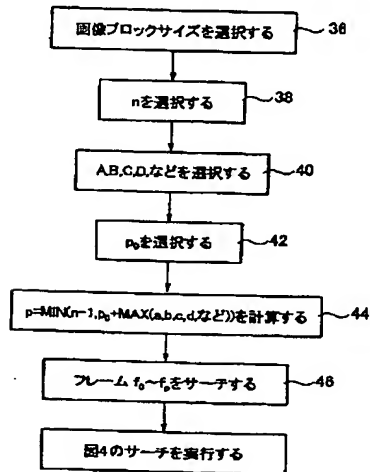 画像ブロックサイズを選択する 36
nを選択する 38
A,B,C,D,などを選択する 40
p₀を選択する 42
p=MIN(n-1,p₀+MAX(a,b,c,d,など))を計算する 44
フレーム f₀~fₚをサーチする 46
図4のサーチを実行する